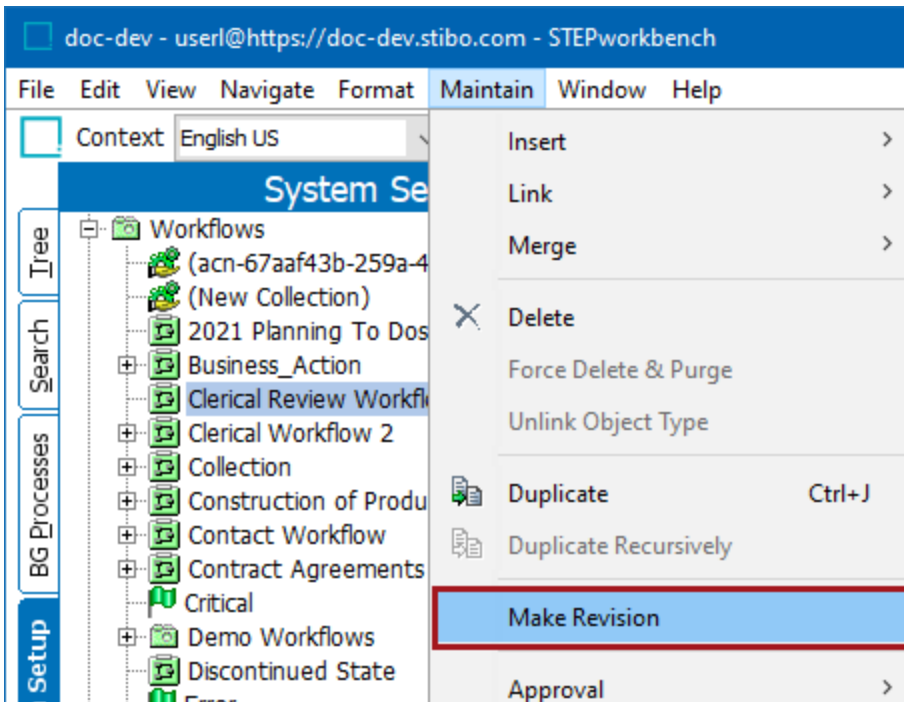 doc-dev - userl@https://doc-dev.stibo.com - STEPworkbench
File Edit View Navigate Format Maintain Window Help
Context English US
System Se
Tree
Search
BG Processes
Setup
Workflows
(acn-67aaf43b-259a-4
(New Collection)
2021 Planning To Dos
Business_Action
Clerical Review Workfl
Clerical Workflow 2
Collection
Construction of Produ
Contact Workflow
Contract Agreements
Critical
Demo Workflows
Discontinued State
Error
Insert
Link
Merge
Delete
Force Delete & Purge
Unlink Object Type
Duplicate Ctrl+J
Duplicate Recursively
Make Revision
Approval